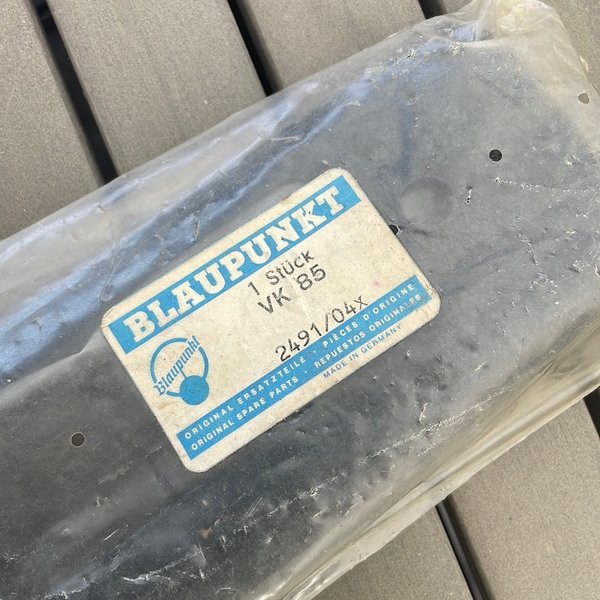 BLAUPUNKT
1 Stück
VK 85
2491/04X
Blaupunkt
ORIGINAL ERSATZTEILE · PIÈCES D'ORIGINE
ORIGINAL SPARE PARTS · REPUESTOS ORIGINALES
MADE IN GERMANY